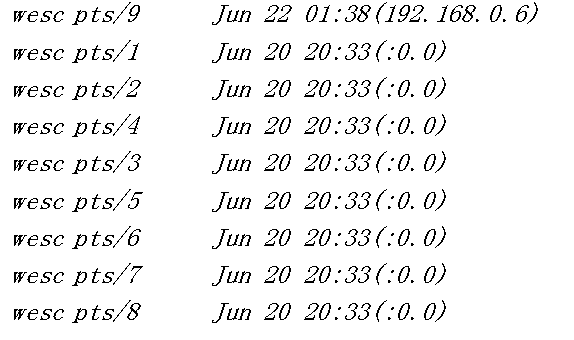 wesc pts/9 Jun 22 01:38(192.168.0.6)
wesc pts/1 Jun 20 20:33(:0.0)
wesc pts/2 Jun 20 20:33(:0.0)
wesc pts/4 Jun 20 20:33(:0.0)
wesc pts/3 Jun 20 20:33(:0.0)
wesc pts/5 Jun 20 20:33(:0.0)
wesc pts/6 Jun 20 20:33(:0.0)
wesc pts/7 Jun 20 20:33(:0.0)
wesc pts/8 Jun 20 20:33(:0.0)